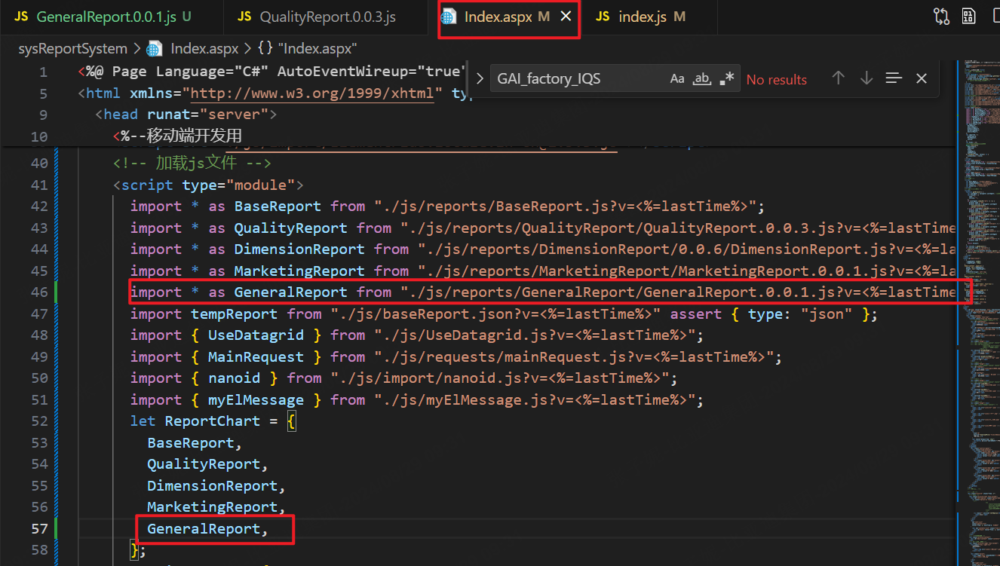 JS GeneralReport.0.0.1.js U JS QualityReport.0.0.3.js Index.aspx M JS index.js M
sysReportSystem > Index.aspx > {} "Index.aspx"
GAI_factory_IQS Aa ab .* No results
1 <%@ Page Language="C#" AutoEventWireup="true"
5 <html xmlns="http://www.w3.org/1999/xhtml" ty
9 <head runat="server">
10 <%--移动端开发用
40 <!-- 加载js文件 -->
41 <script type="module">
42 import * as BaseReport from "./js/reports/BaseReport.js?v=<%=lastTime%>";
43 import * as QualityReport from "./js/reports/QualityReport/QualityReport.0.0.3.js?v=<%=lastTime
44 import * as DimensionReport from "./js/reports/DimensionReport/0.0.6/DimensionReport.js?v=<%=la
45 import * as MarketingReport from "./js/reports/MarketingReport/MarketingReport.0.0.1.js?v=<%=la
46 import * as GeneralReport from "./js/reports/GeneralReport/GeneralReport.0.0.1.js?v=<%=lastTime
47 import tempReport from "./js/baseReport.json?v=<%=lastTime%>" assert { type: "json" };
48 import { UseDatagrid } from "./js/UseDatagrid.js?v=<%=lastTime%>";
49 import { MainRequest } from "./js/requests/mainRequest.js?v=<%=lastTime%>";
50 import { nanoid } from "./js/import/nanoid.js?v=<%=lastTime%>";
51 import { myElMessage } from "./js/myElMessage.js?v=<%=lastTime%>";
52 let ReportChart = {
53 BaseReport,
54 QualityReport,
55 DimensionReport,
56 MarketingReport,
57 GeneralReport,
58 };